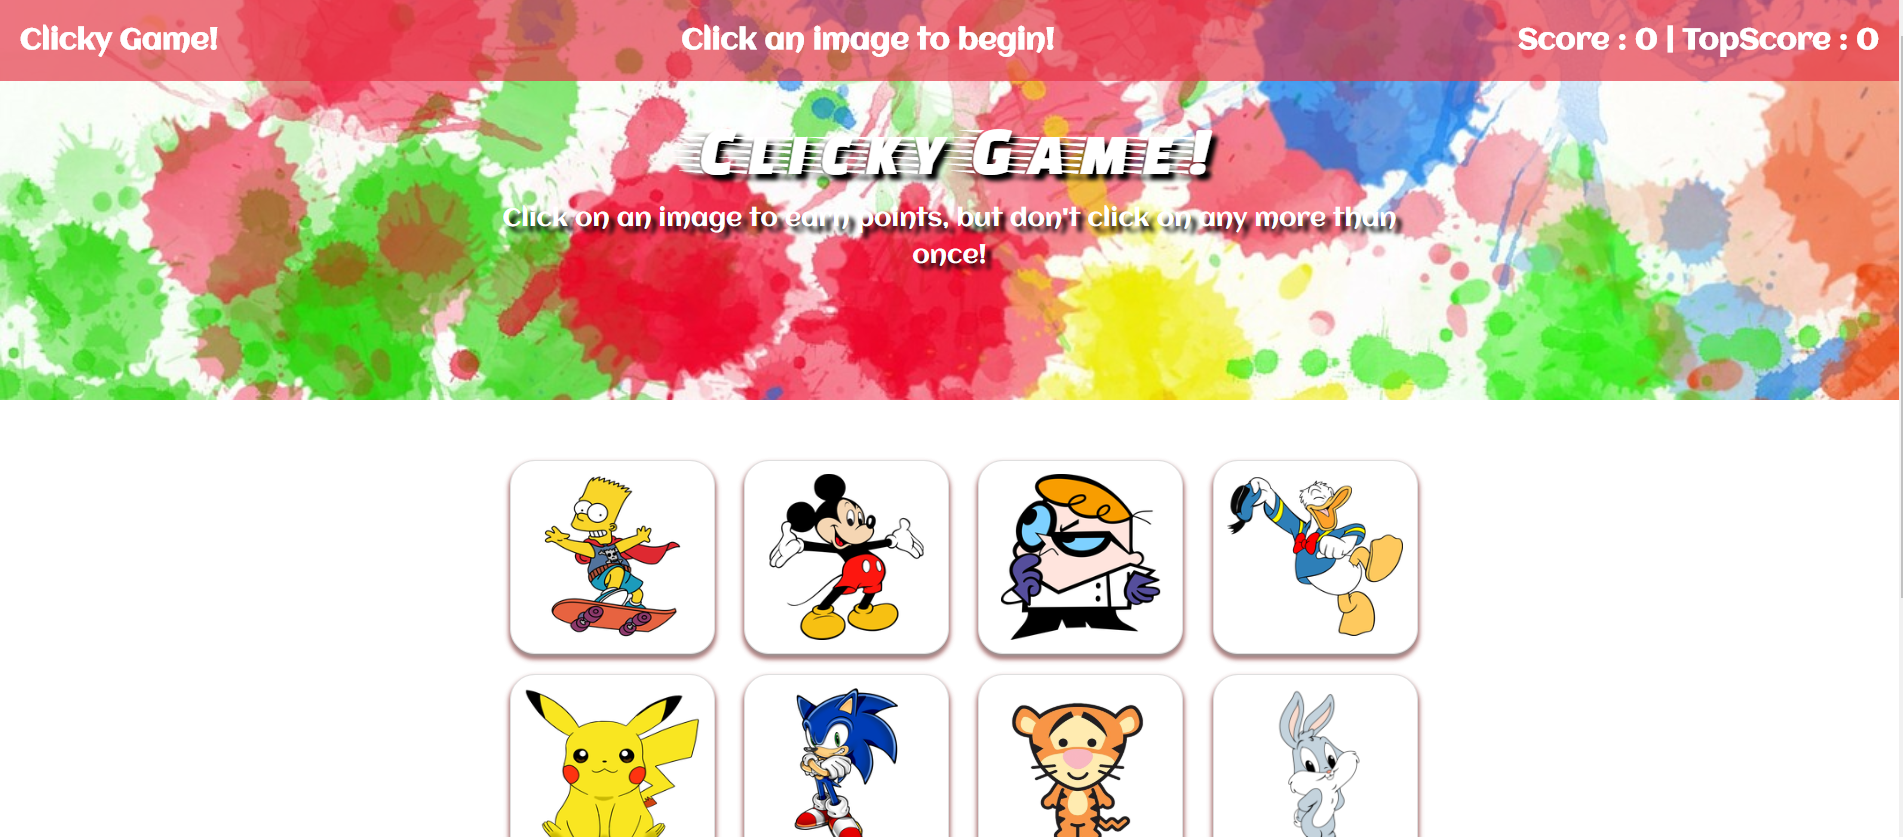 Clicky Game!
Click an image to begin!
Score : 0 | TopScore : 0
Clicky Game!
Click on an image to earn points, but don't click on any more than
once!